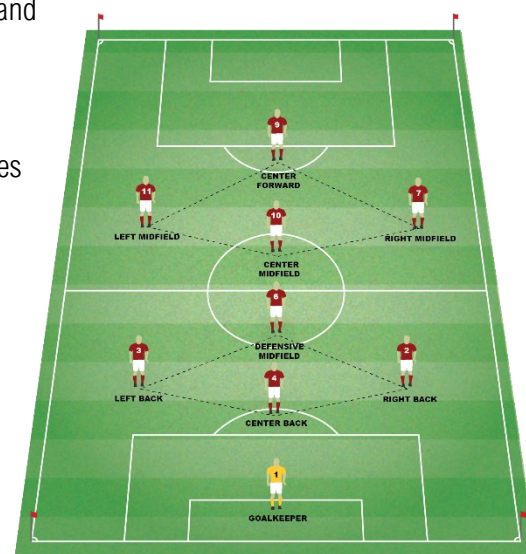 and
es
9
CENTER
FORWARD
11
7
10
LEFT MIDFIELD
RIGHT MIDFIELD
CENTER
MIDFIELD
6
DEFENSIVE
MIDFIELD
3
2
4
LEFT BACK
RIGHT BACK
CENTER BACK
1
GOALKEEPER